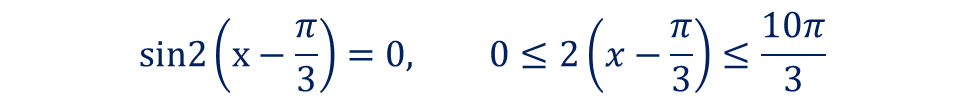 sin2(x − π/3) = 0, 0 ≤ 2(x − π/3) ≤ 10π/3